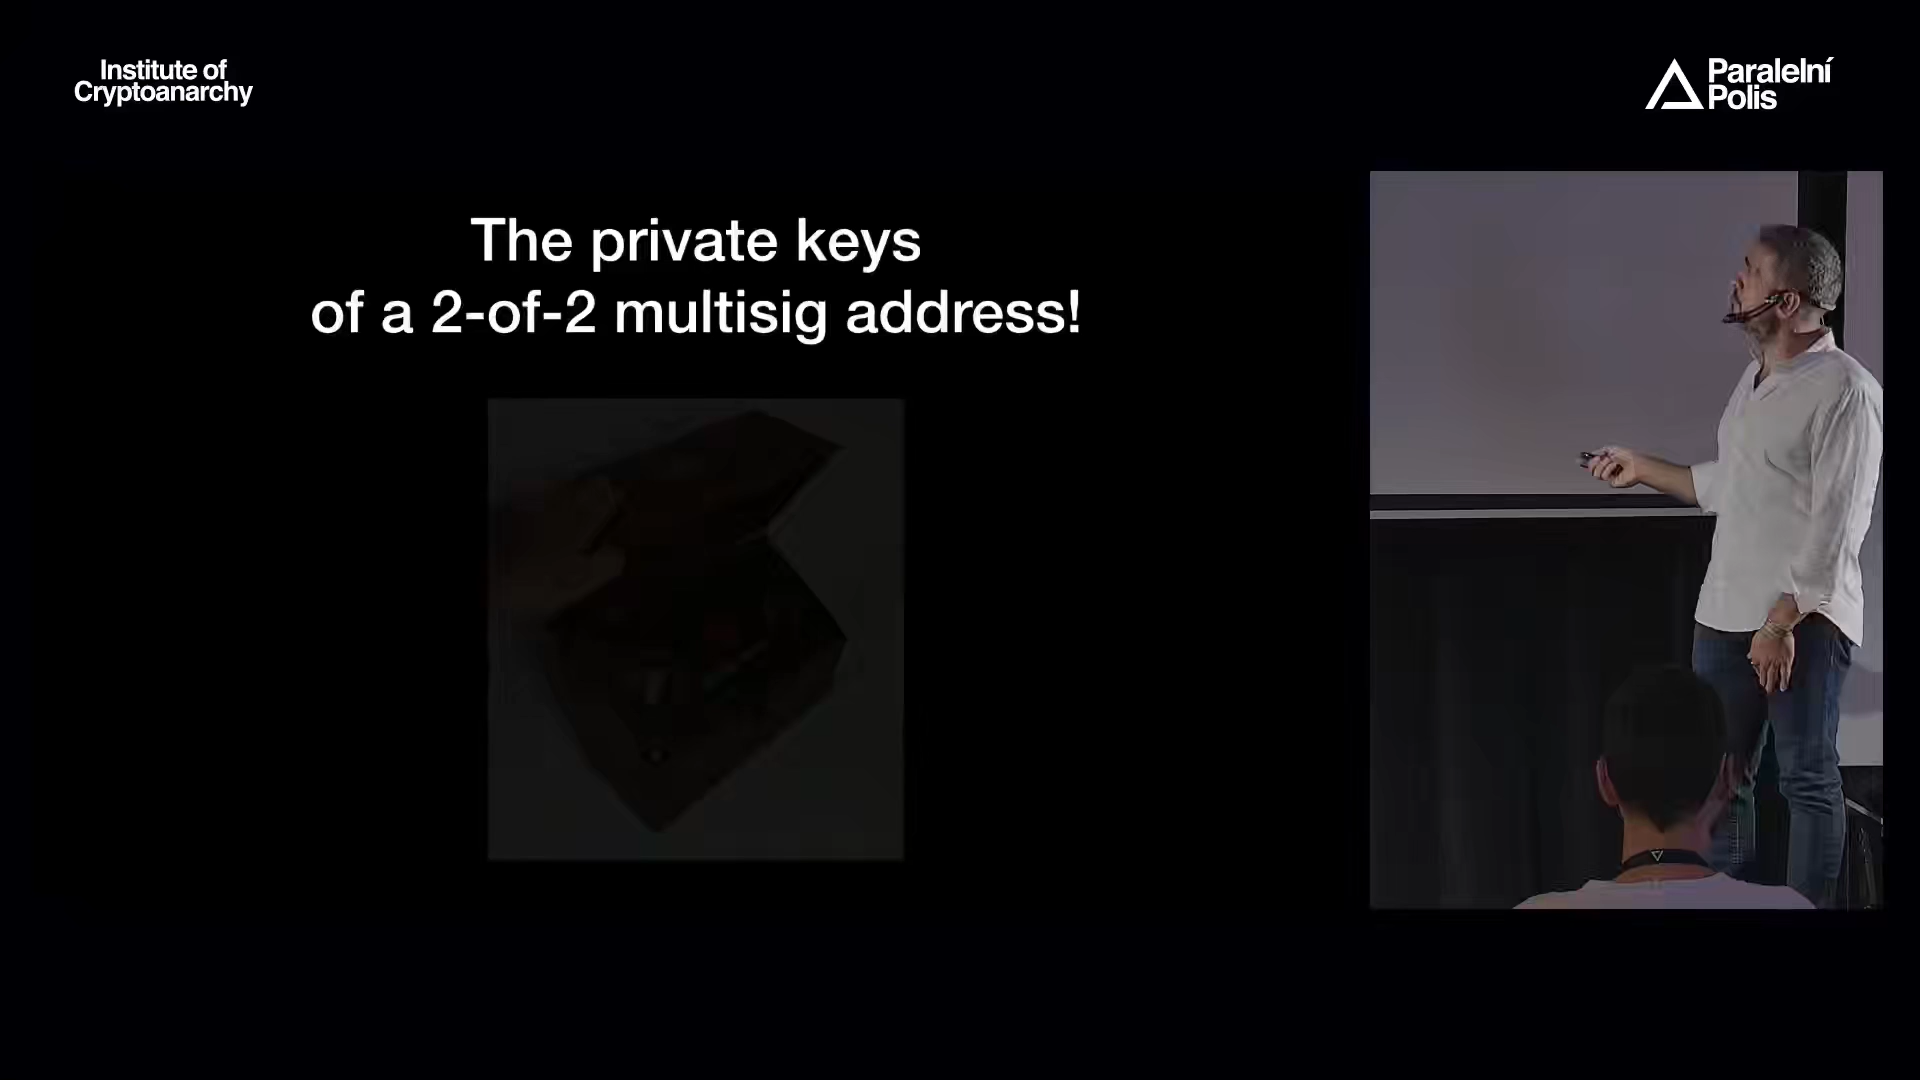 Institute of
Cryptoanarchy
Paralelní
Polis
The private keys
of a 2-of-2 multisig address!